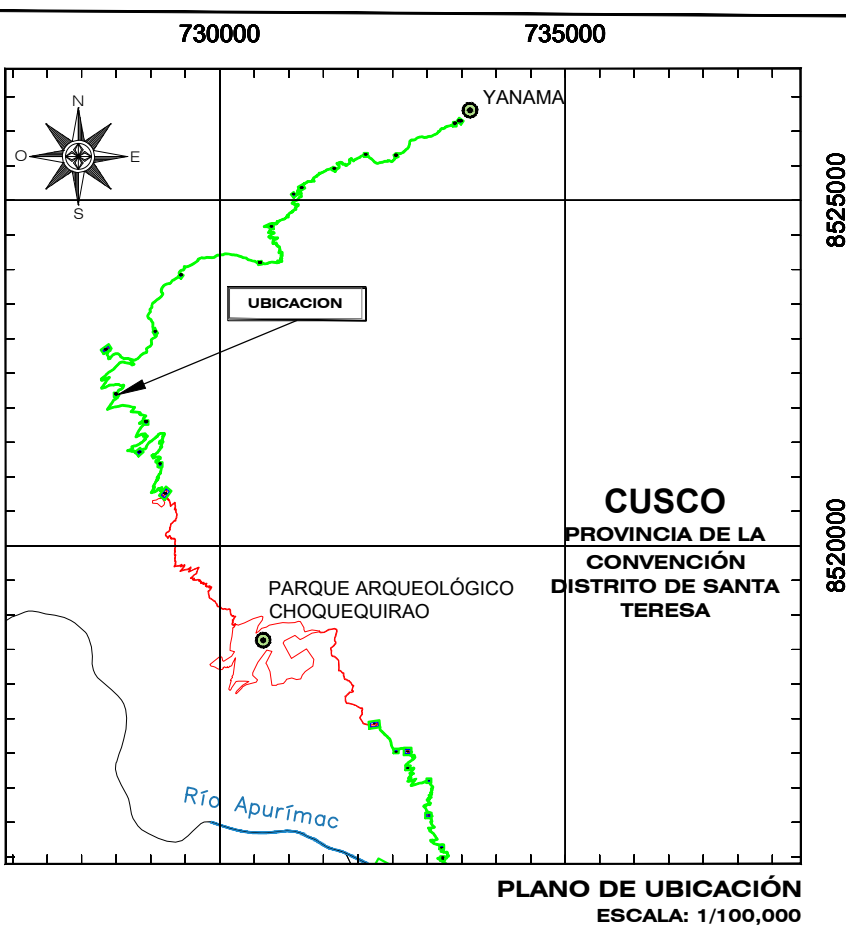 730000
735000
YANAMA
N
O
E
S
8525000
UBICACION
CUSCO
PROVINCIA DE LA
CONVENCIÓN
DISTRITO DE SANTA
TERESA
8520000
PARQUE ARQUEOLÓGICO
CHOQUEQUIRAO
Río Apurímac
PLANO DE UBICACIÓN
ESCALA: 1/100,000